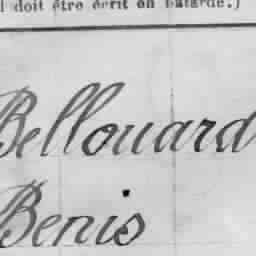 doit être écrit en bâtarde.)
Bellouard
Benis